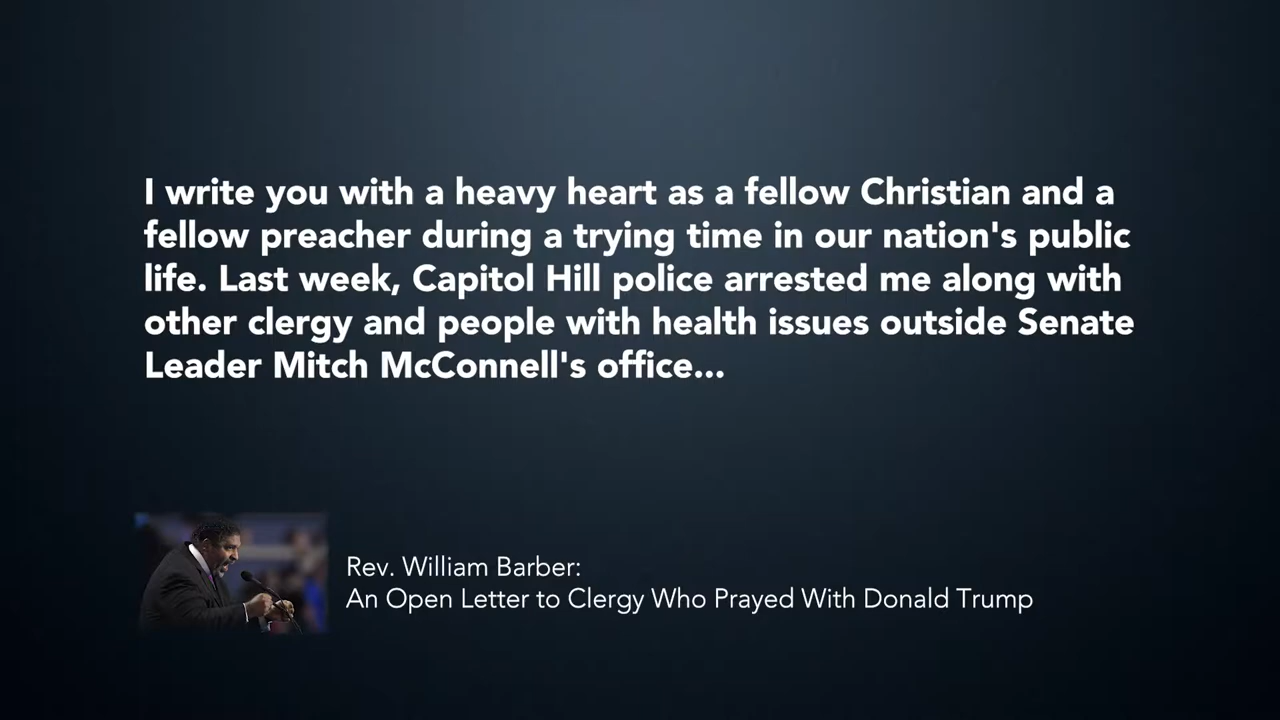 I write you with a heavy heart as a fellow Christian and a
fellow preacher during a trying time in our nation's public
life. Last week, Capitol Hill police arrested me along with
other clergy and people with health issues outside Senate
Leader Mitch McConnell's office...
Rev. William Barber:
An Open Letter to Clergy Who Prayed With Donald Trump